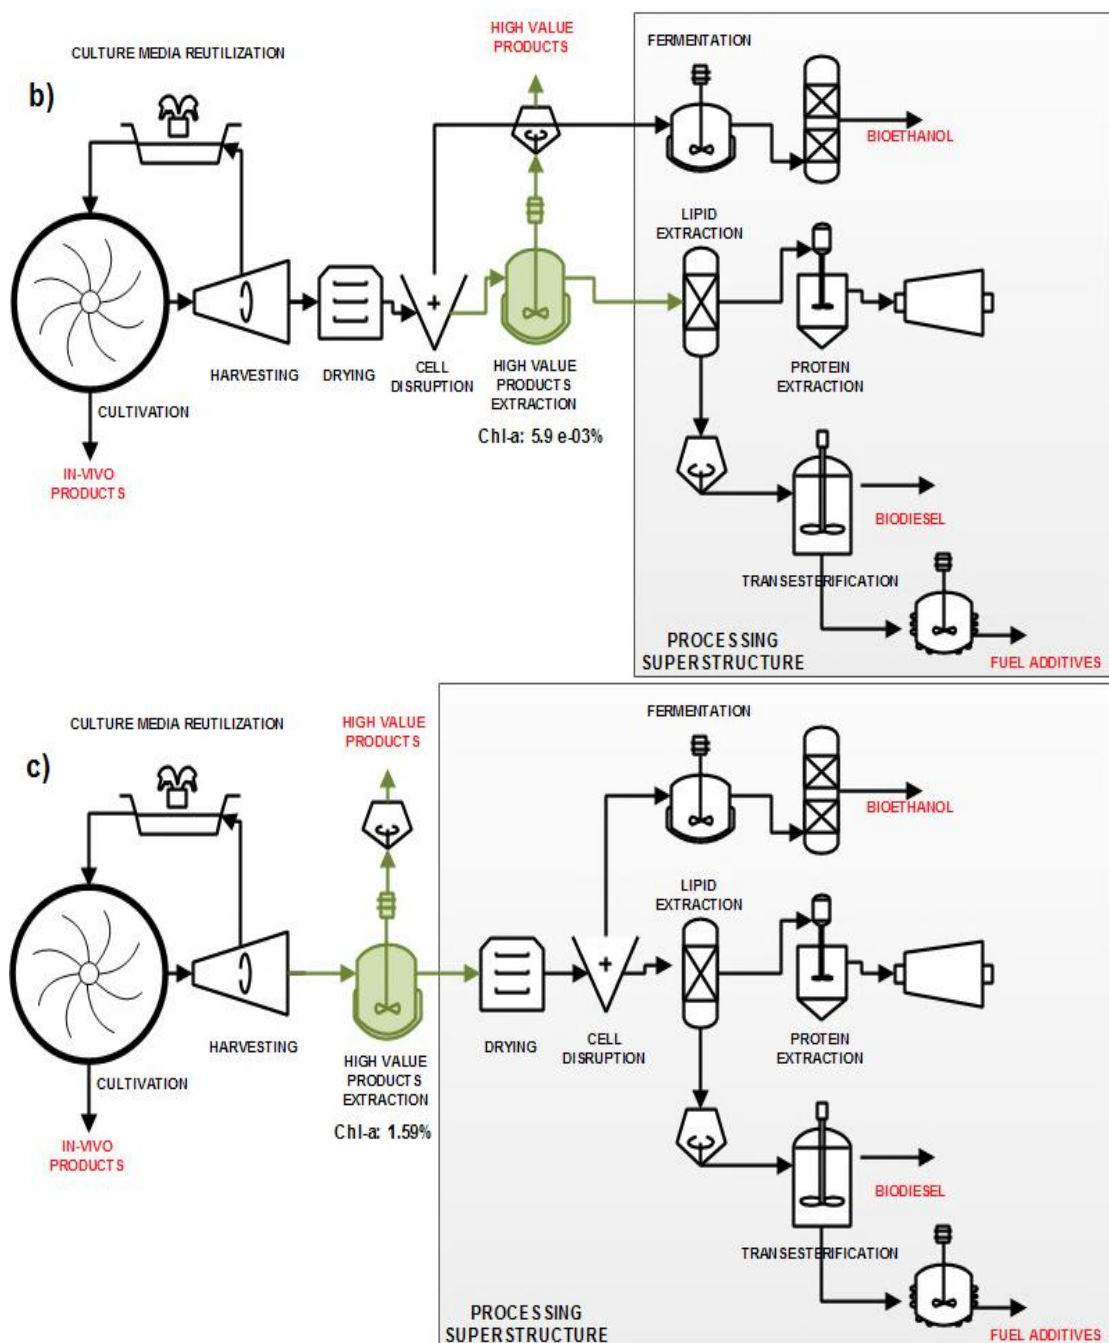 HIGH VALUE
PRODUCTS
FERMENTATION
CULTURE MEDIA REUTILIZATION
b)
BIOETHANOL
LIPID
EXTRACTION
HARVESTING
DRYING
CELL
DISRUPTION
HIGH VALUE
PRODUCTS
EXTRACTION
PROTEIN
EXTRACTION
CULTIVATION
Chl-a: 5.9 e-03%
IN-VIVO
PRODUCTS
BIODIESEL
TRANSESTERIFICATION
PROCESSING
SUPERSTRUCTURE
FUEL ADDITIVES
CULTURE MEDIA REUTILIZATION
HIGH VALUE
PRODUCTS
FERMENTATION
c)
BIOETHANOL
LIPID
EXTRACTION
HARVESTING
HIGH VALUE
PRODUCTS
EXTRACTION
DRYING
CELL
DISRUPTION
PROTEIN
EXTRACTION
CULTIVATION
Chl-a: 1.59%
IN-VIVO
PRODUCTS
BIODIESEL
TRANSESTERIFICATION
PROCESSING
SUPERSTRUCTURE
FUEL ADDITIVES